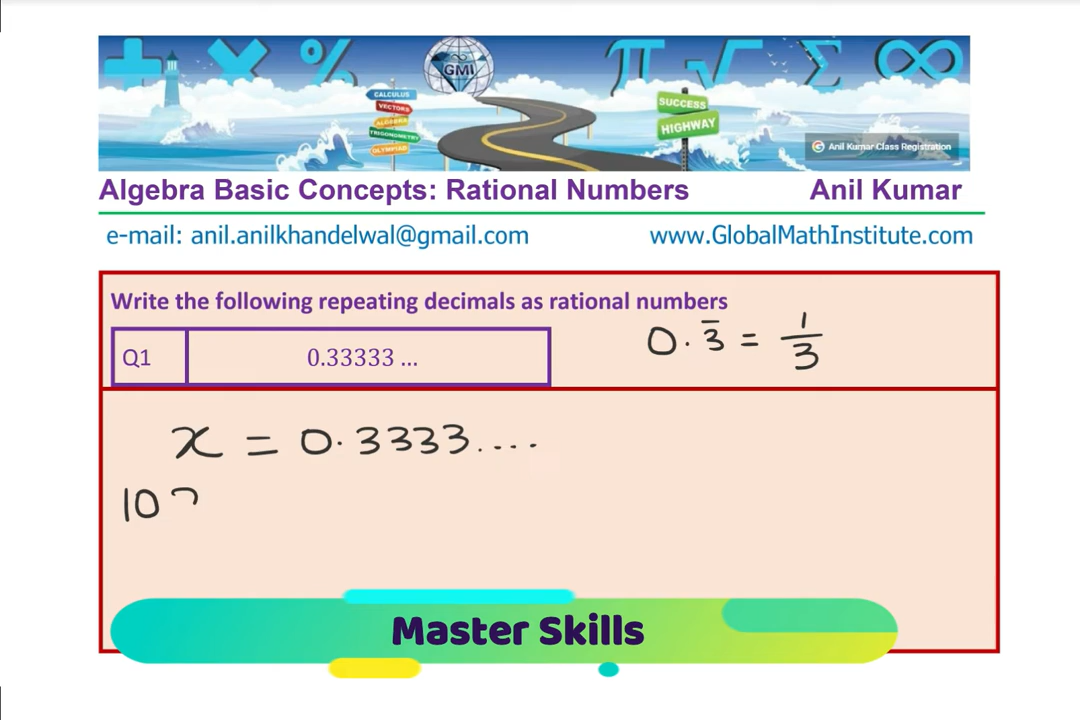 GMI
CALCULUS
VECTORS
ALGEBRA
TRIGONOMETRY
OLYMPIAD
SUCCESS
HIGHWAY
Anil Kumar Class Registration
Algebra Basic Concepts: Rational Numbers Anil Kumar
e-mail: anil.anilkhandelwal@gmail.com www.GlobalMathInstitute.com
Write the following repeating decimals as rational numbers
Q1 0.33333 ... 0.3̅ = 1/3
x = 0.3333....
10
Master Skills